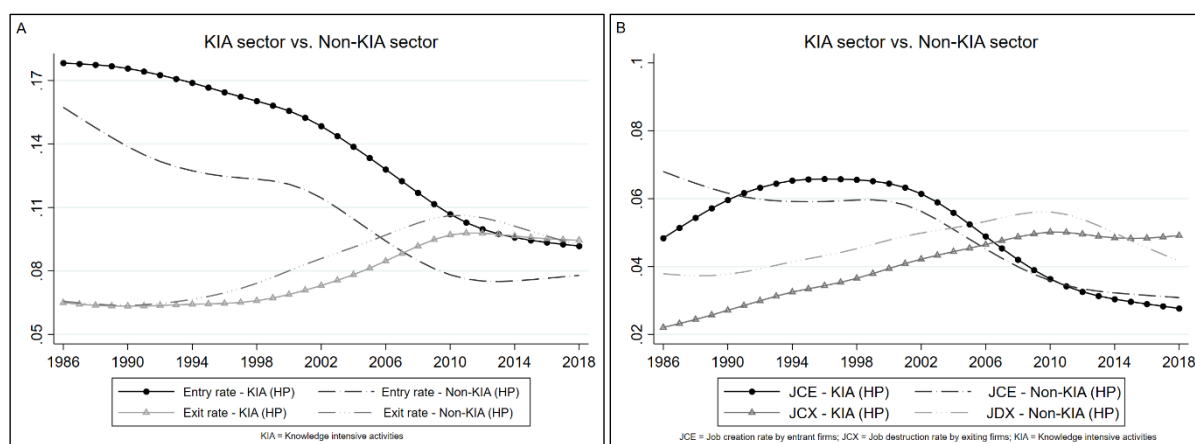 A
KIA sector vs. Non-KIA sector
.17
.14
.11
.08
.05
1986 1990 1994 1998 2002 2006 2010 2014 2018
Entry rate - KIA (HP) Entry rate - Non-KIA (HP)
Exit rate - KIA (HP) Exit rate - Non-KIA (HP)
KIA = Knowledge intensive activities
B
KIA sector vs. Non-KIA sector
.1
.08
.06
.04
.02
1986 1990 1994 1998 2002 2006 2010 2014 2018
JCE - KIA (HP) JCE - Non-KIA (HP)
JCX - KIA (HP) JDX - Non-KIA (HP)
JCE = Job creation rate by entrant firms; JCX = Job destruction rate by exiting firms; KIA = Knowledge intensive activities